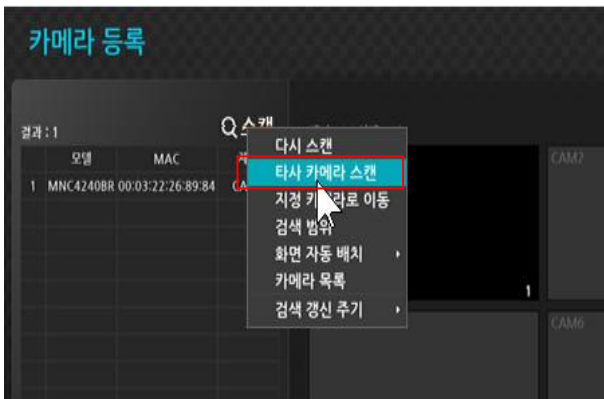 카메라 등록
결과 : 1
스캔
모델 MAC
1 MNC4240BR 00:03:22:26:89:84
다시 스캔
타사 카메라 스캔
지정 카메라로 이동
검색 범위
화면 자동 배치
카메라 목록
검색 갱신 주기
CAM2
1
CAM6